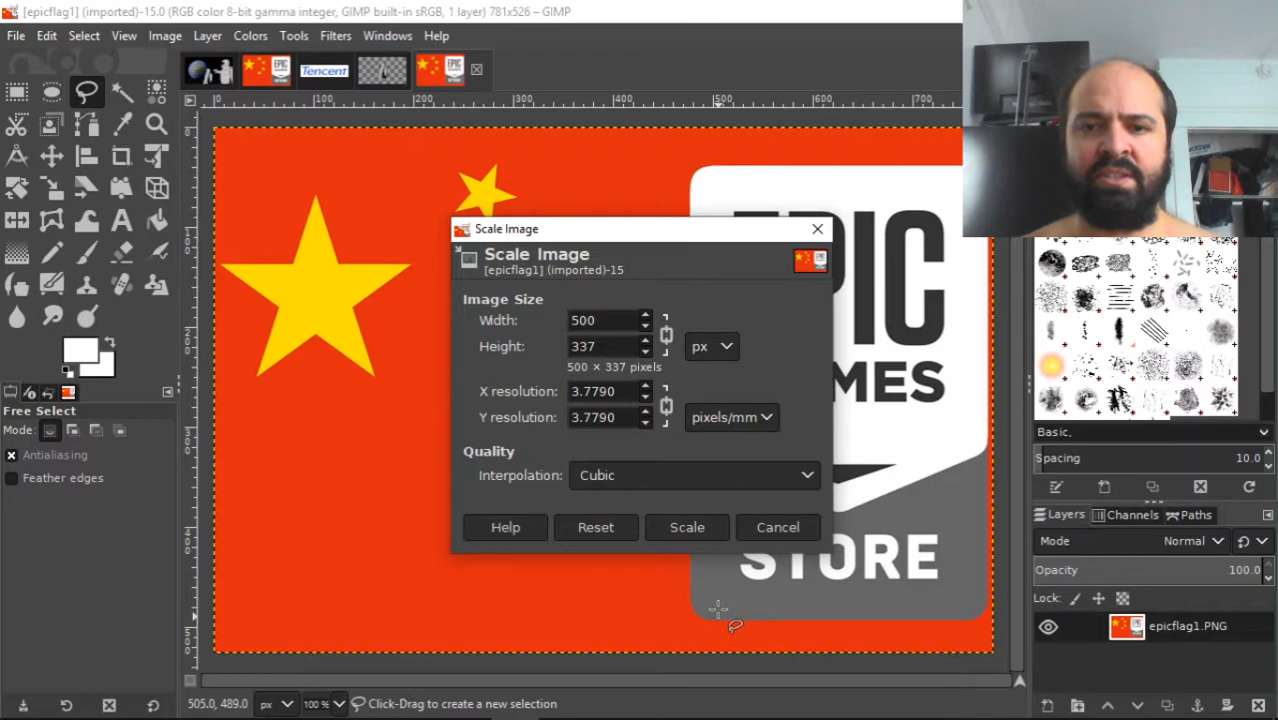 [epicflag1] (imported)-15.0 (RGB color 8-bit gamma integer, GIMP built-in sRGB, 1 layer) 781x526 – GIMP
File Edit Select View Image Layer Colors Tools Filters Windows Help
Tencent
0 100 200 300 400 500 600 700
Scale Image
Scale Image
[epicflag1] (imported)-15
Image Size
Width: 500
Height: 337 px
500 × 337 pixels
X resolution: 3.7790
Y resolution: 3.7790 pixels/mm
Quality
Interpolation: Cubic
Help Reset Scale Cancel
EPIC
GAMES
STORE
Free Select
Mode:
Antialiasing
Feather edges
Basic,
Spacing 10.0
Layers Channels Paths
Mode Normal
Opacity 100.0
Lock:
epicflag1.PNG
505.0, 489.0 px 100 % Click-Drag to create a new selection